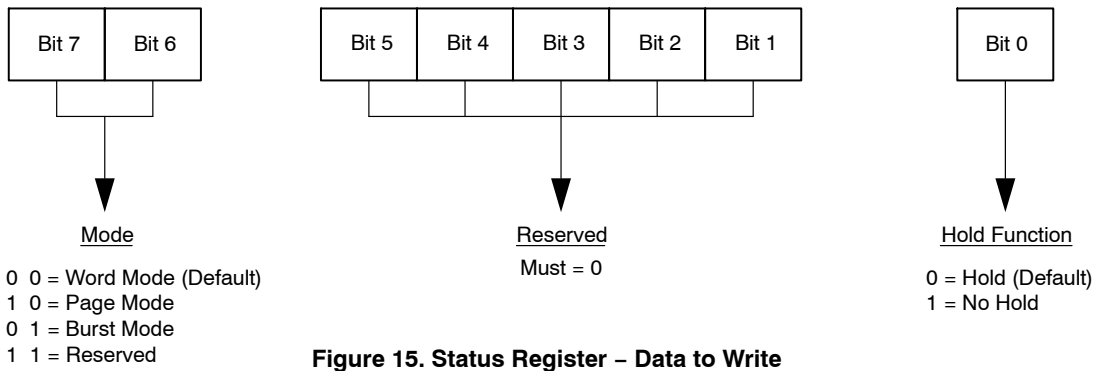 Bit 7 Bit 6 Bit 5 Bit 4 Bit 3 Bit 2 Bit 1 Bit 0
Mode
0 0 = Word Mode (Default)
1 0 = Page Mode
0 1 = Burst Mode
1 1 = Reserved
Reserved
Must = 0
Hold Function
0 = Hold (Default)
1 = No Hold
Figure 15. Status Register – Data to Write